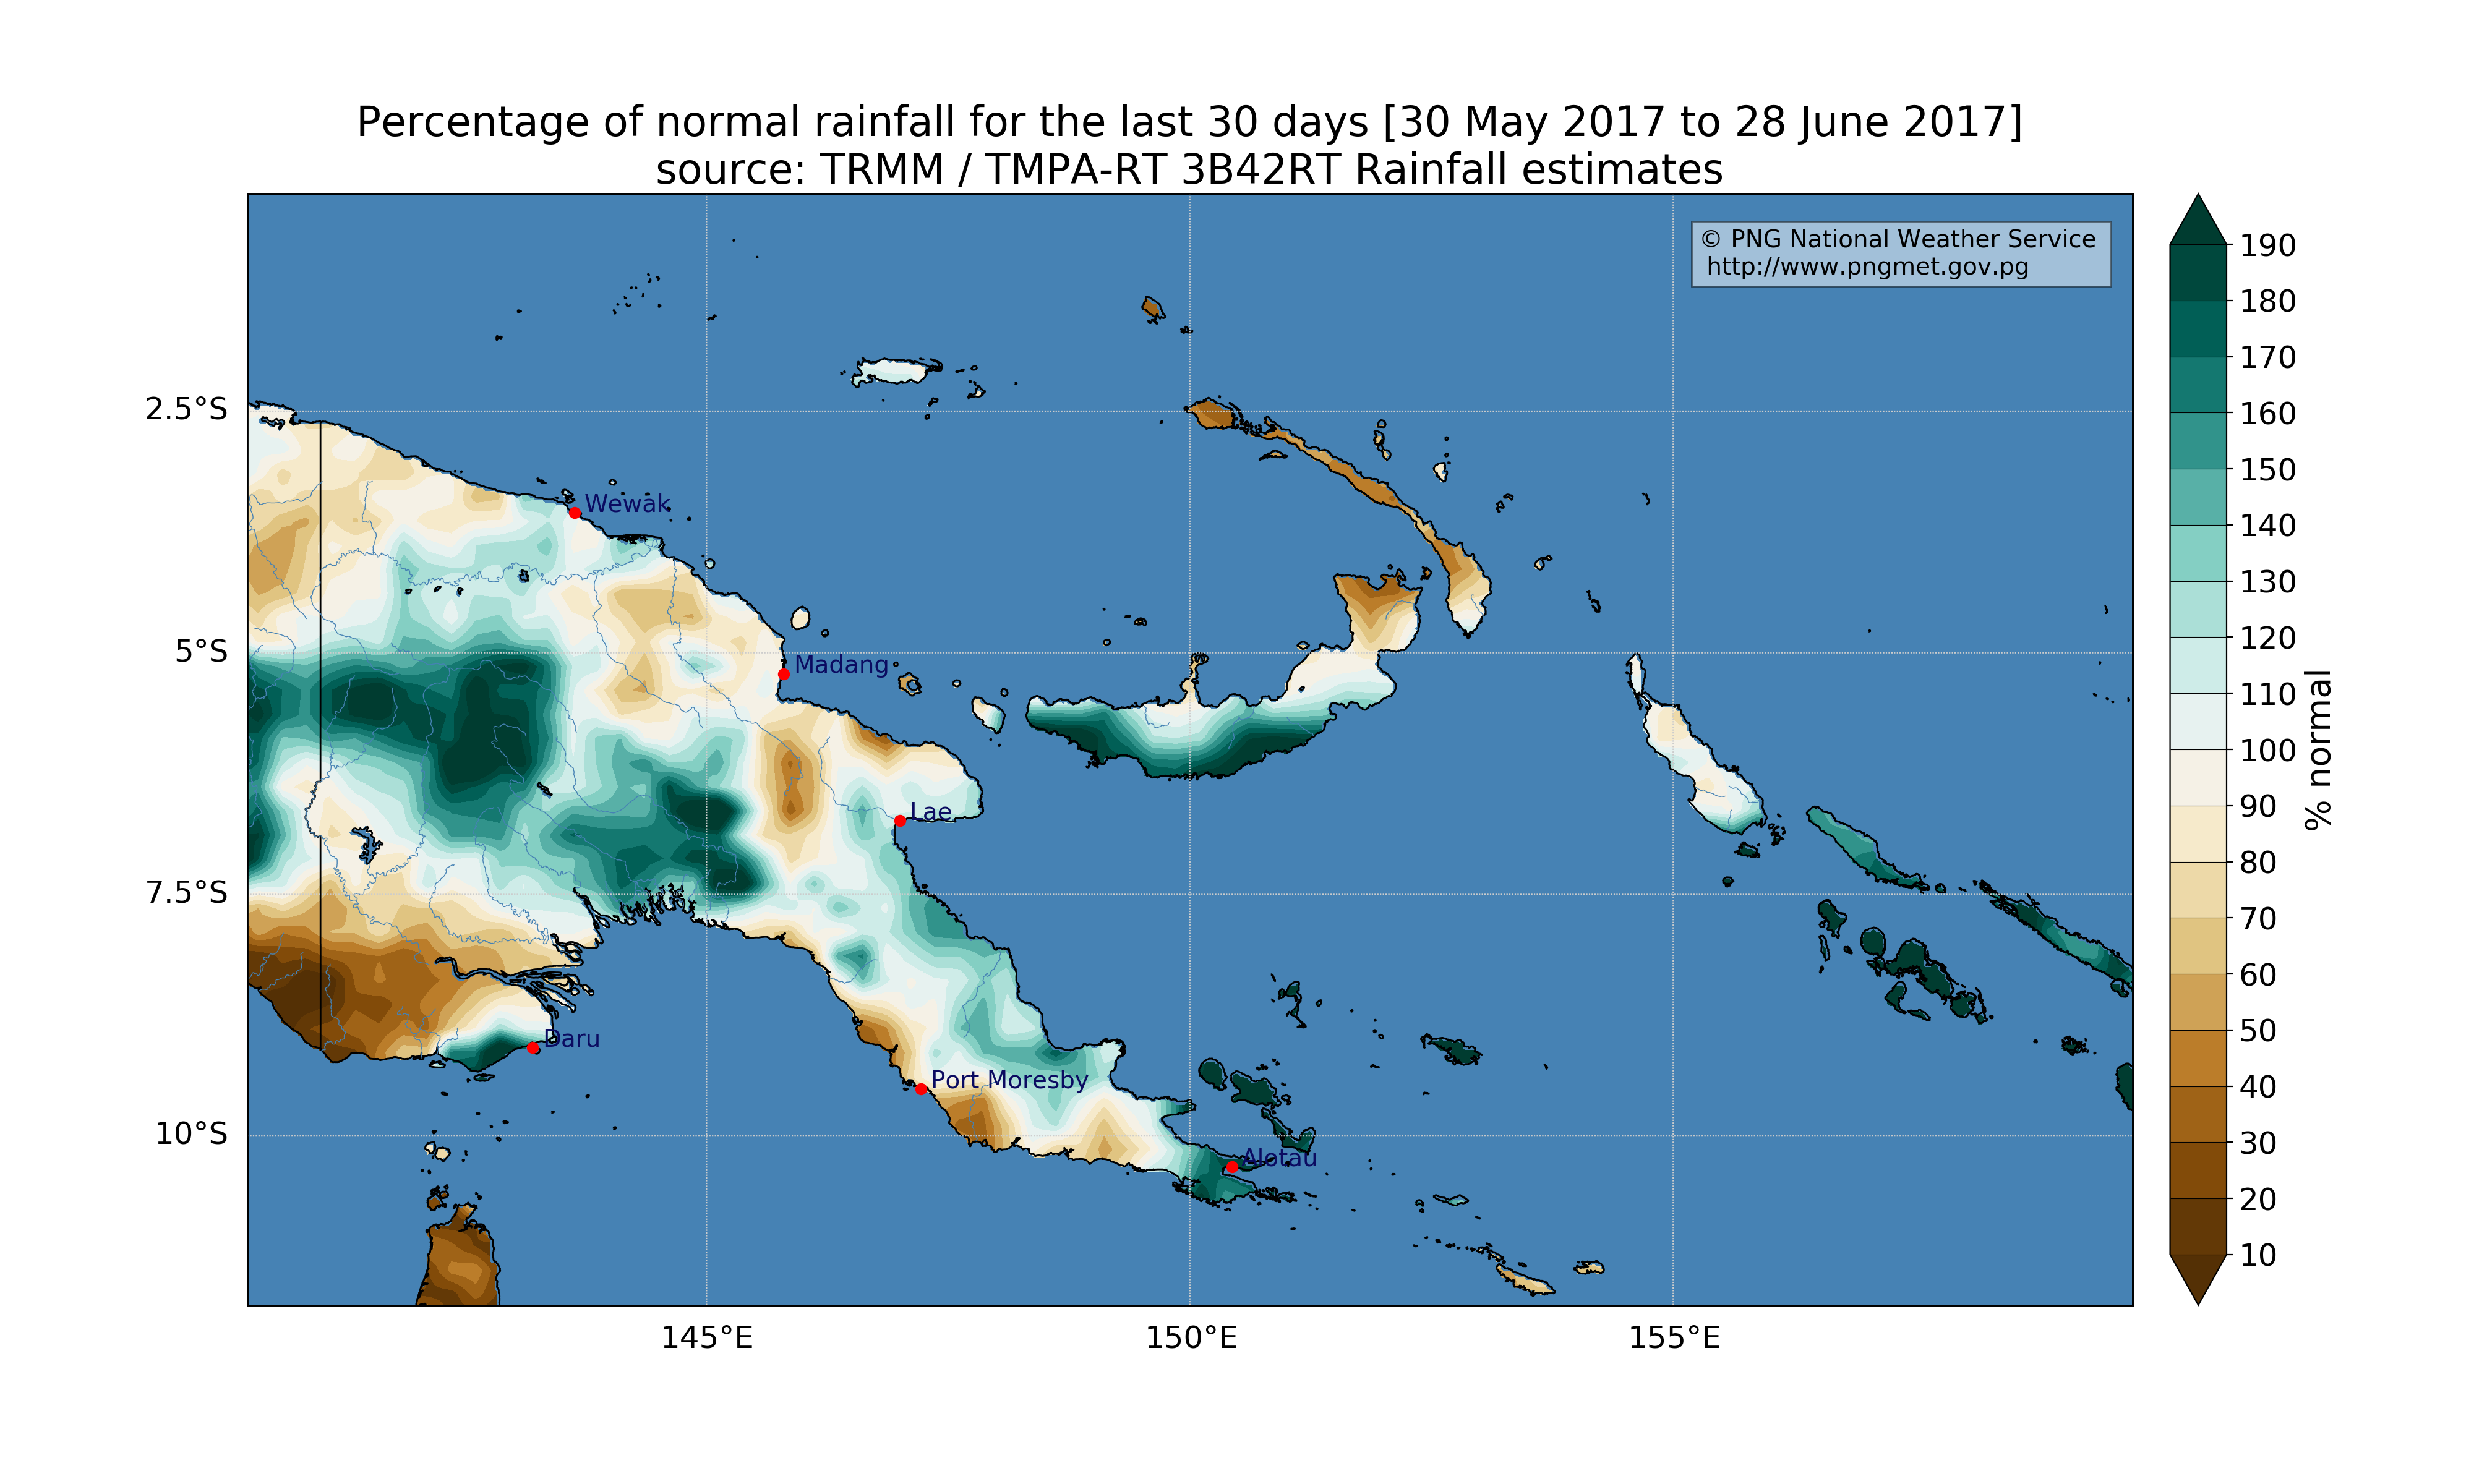 Percentage of normal rainfall for the last 30 days [30 May 2017 to 28 June 2017]
source: TRMM / TMPA-RT 3B42RT Rainfall estimates
© PNG National Weather Service
http://www.pngmet.gov.pg
2.5°S
5°S
7.5°S
10°S
145°E
150°E
155°E
Wewak
Madang
Lae
Daru
Port Moresby
Alotau
190
180
170
160
150
140
130
120
110
100
90
80
70
60
50
40
30
20
10
% normal